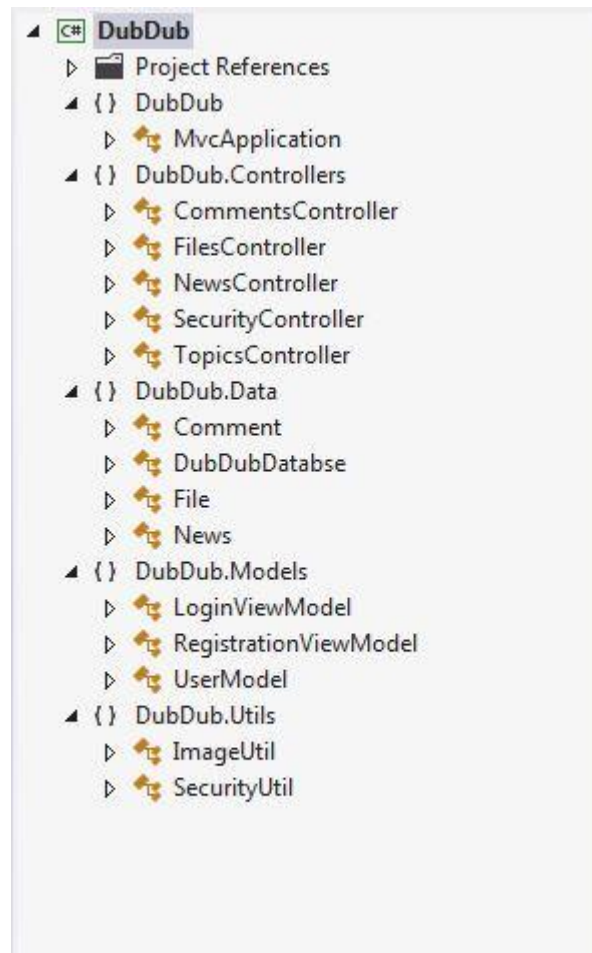 C# DubDub
Project References
{ } DubDub
MvcApplication
{ } DubDub.Controllers
CommentsController
FilesController
NewsController
SecurityController
TopicsController
{ } DubDub.Data
Comment
DubDubDatabse
File
News
{ } DubDub.Models
LoginViewModel
RegistrationViewModel
UserModel
{ } DubDub.Utils
ImageUtil
SecurityUtil